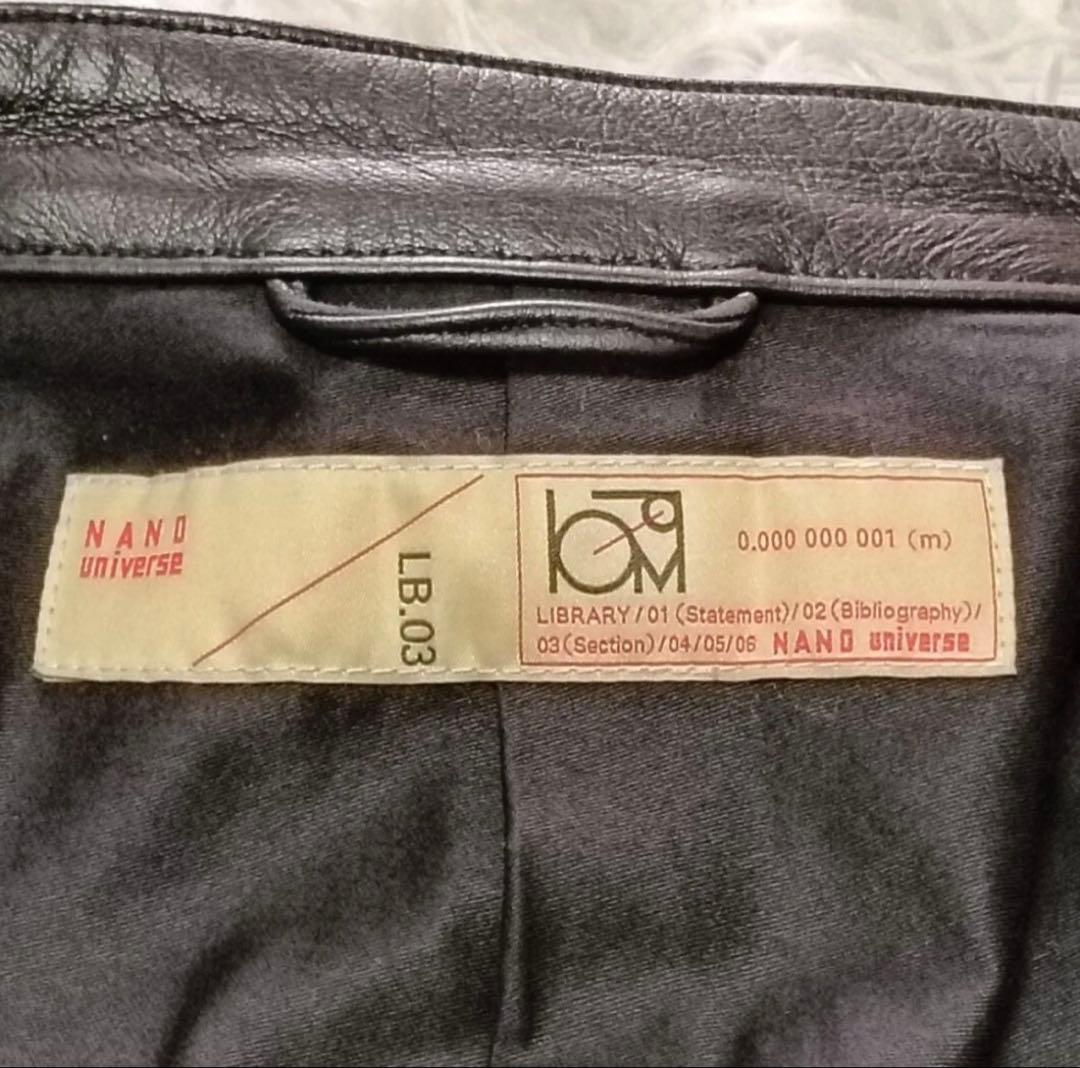 NANO
universe
LB.03
0.000 000 001 (m)
LIBRARY/01 (Statement)/02 (Bibliography)/
03(Section)/04/05/06 NANO universe